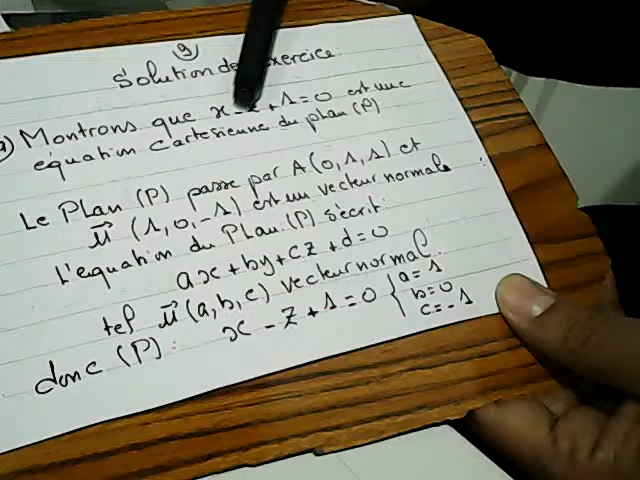 9
Solution de exercice:
Montrons que x - z + 1 = 0 est une
équation cartesienne du plan (P)
Le Plan (P) passe par A (0, 1, 1) et
u⃗ (1, 0, -1) est un vecteur normale
L'equation du Plan (P) s'écrit:
ax + by + cz + d = 0
tel u⃗ (a, b, c) vecteur normal.
donc (P): x - z + 1 = 0 { a = 1
b = 0
c = -1